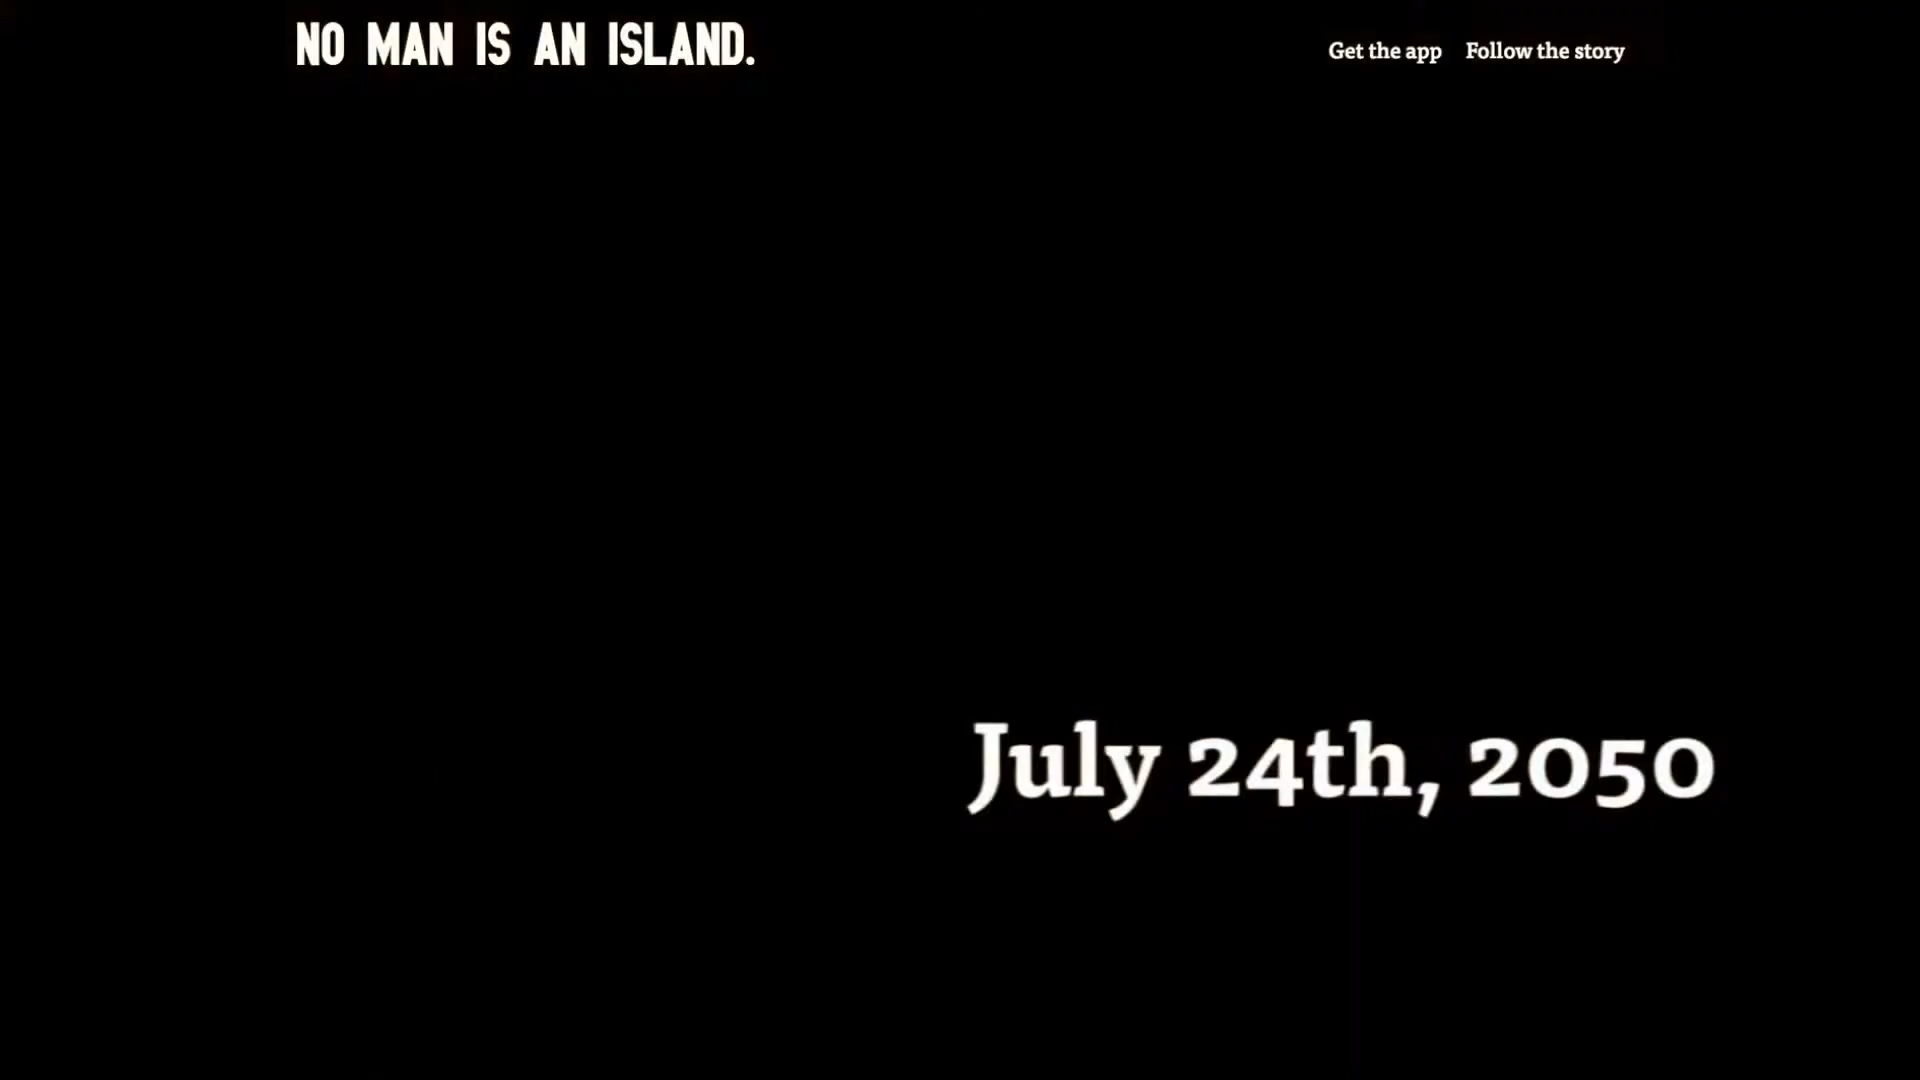 NO MAN IS AN ISLAND.
Get the app Follow the story
July 24th, 2050